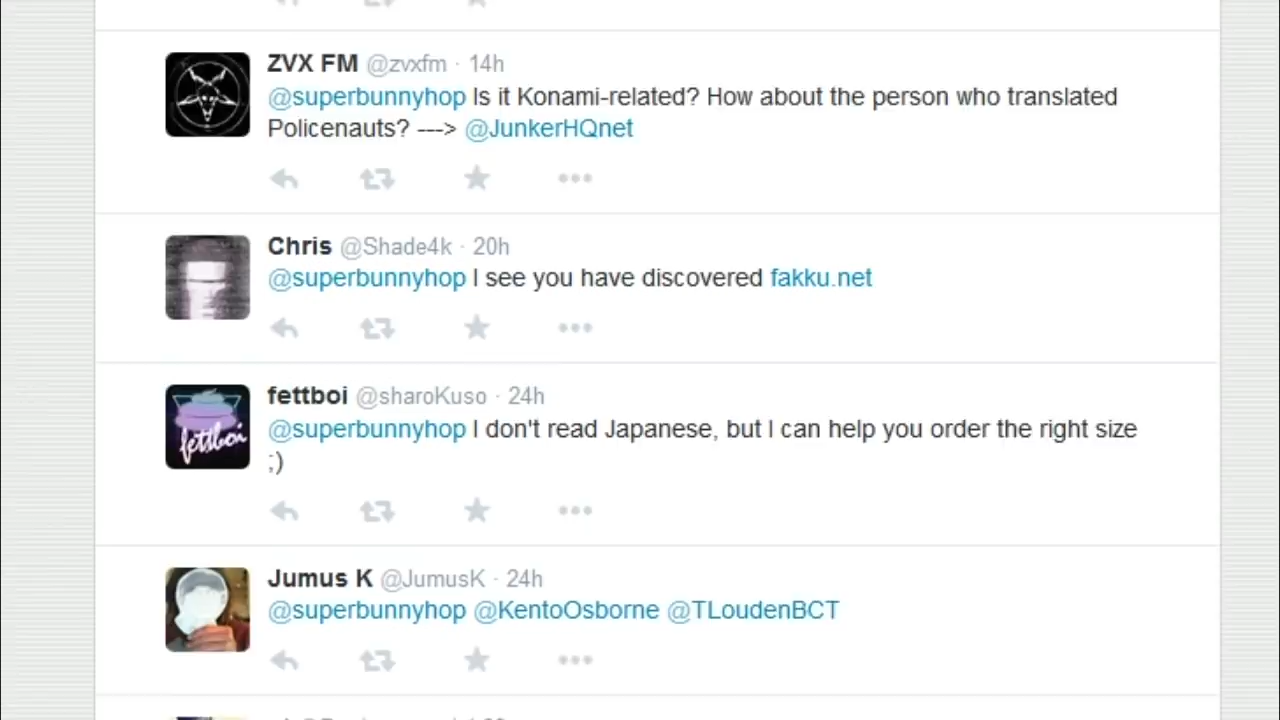 ZVX FM @zvxfm · 14h
@superbunnyhop Is it Konami-related? How about the person who translated
Policenauts? ---> @JunkerHQnet
Chris @Shade4k · 20h
@superbunnyhop I see you have discovered fakku.net
fettboi @sharoKuso · 24h
@superbunnyhop I don't read Japanese, but I can help you order the right size
;)
fettboi
Jumus K @JumusK · 24h
@superbunnyhop @KentoOsborne @TLoudenBCT